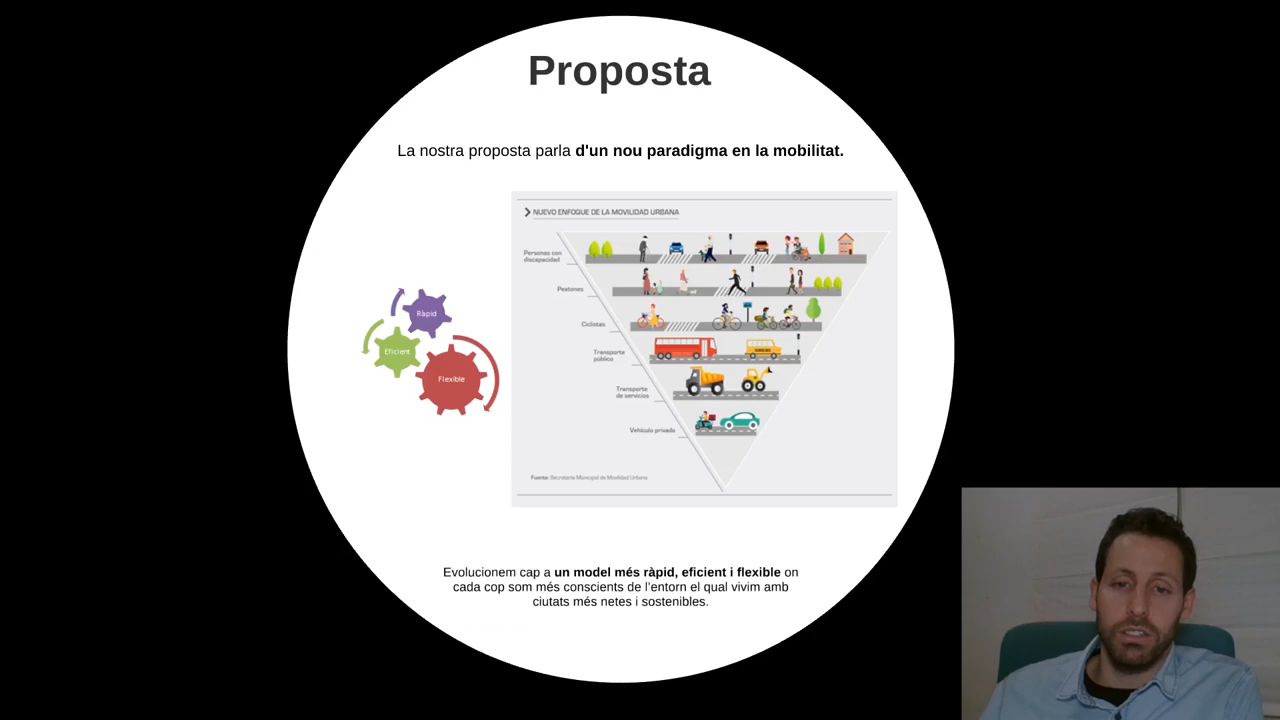 Proposta
La nostra proposta parla d'un nou paradigma en la mobilitat.
NUEVO ENFOQUE DE LA MOVILIDAD URBANA
Personas con
discapacidad
Peatones
Ciclistas
Transporte
público
Transporte
de servicios
Vehículo privado
Fuente: Secretaría Municipal de Movilidad Urbana
Ràpid
Eficient
Flexible
Evolucionem cap a un model més ràpid, eficient i flexible on
cada cop som més conscients de l'entorn el qual vivim amb
ciutats més netes i sostenibles.